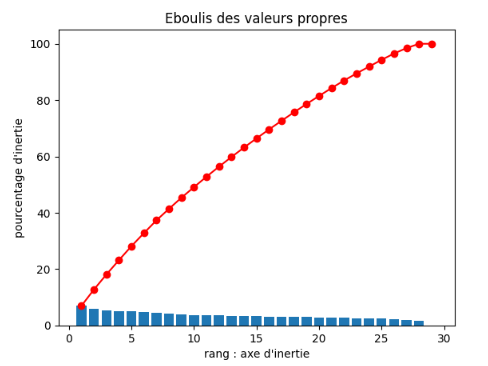 Eboulis des valeurs propres
pourcentage d'inertie
100
80
60
40
20
0
0 5 10 15 20 25 30
rang : axe d'inertie